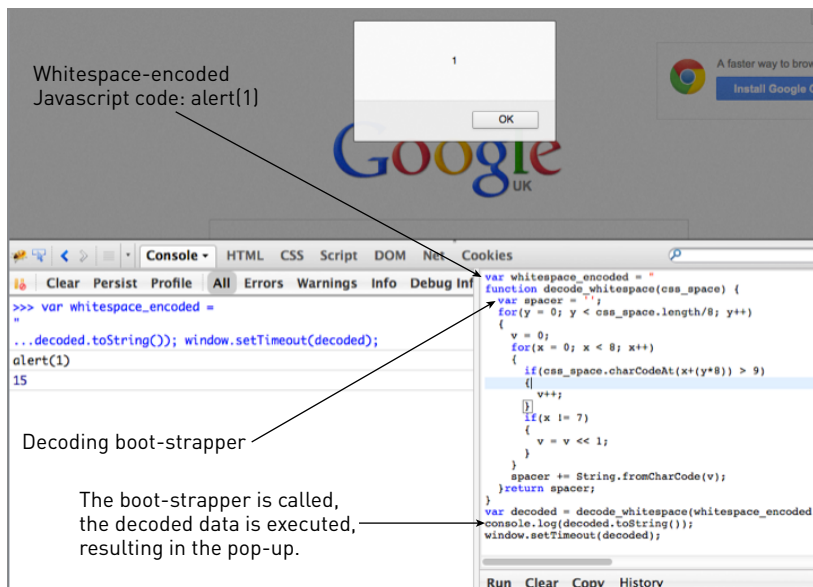 1
OK
Whitespace-encoded
Javascript code: alert(1)
A faster way to brow
Install Google C
Google
UK
Console HTML CSS Script DOM Net Cookies
Clear Persist Profile All Errors Warnings Info Debug Inf
>>> var whitespace_encoded =
"
...decoded.toString()); window.setTimeout(decoded);
alert(1)
15
Decoding boot-strapper
The boot-strapper is called,
the decoded data is executed,
resulting in the pop-up.
var whitespace_encoded = "
function decode_whitespace(css_space) {
var spacer = '';
for(y = 0; y < css_space.length/8; y++)
{
v = 0;
for(x = 0; x < 8; x++)
{
if(css_space.charCodeAt(x+(y*8)) > 9)
{
v++;
}
if(x != 7)
{
v = v << 1;
}
}
spacer += String.fromCharCode(v);
}return spacer;
}
var decoded = decode_whitespace(whitespace_encoded
console.log(decoded.toString());
window.setTimeout(decoded);
Run Clear Copy History